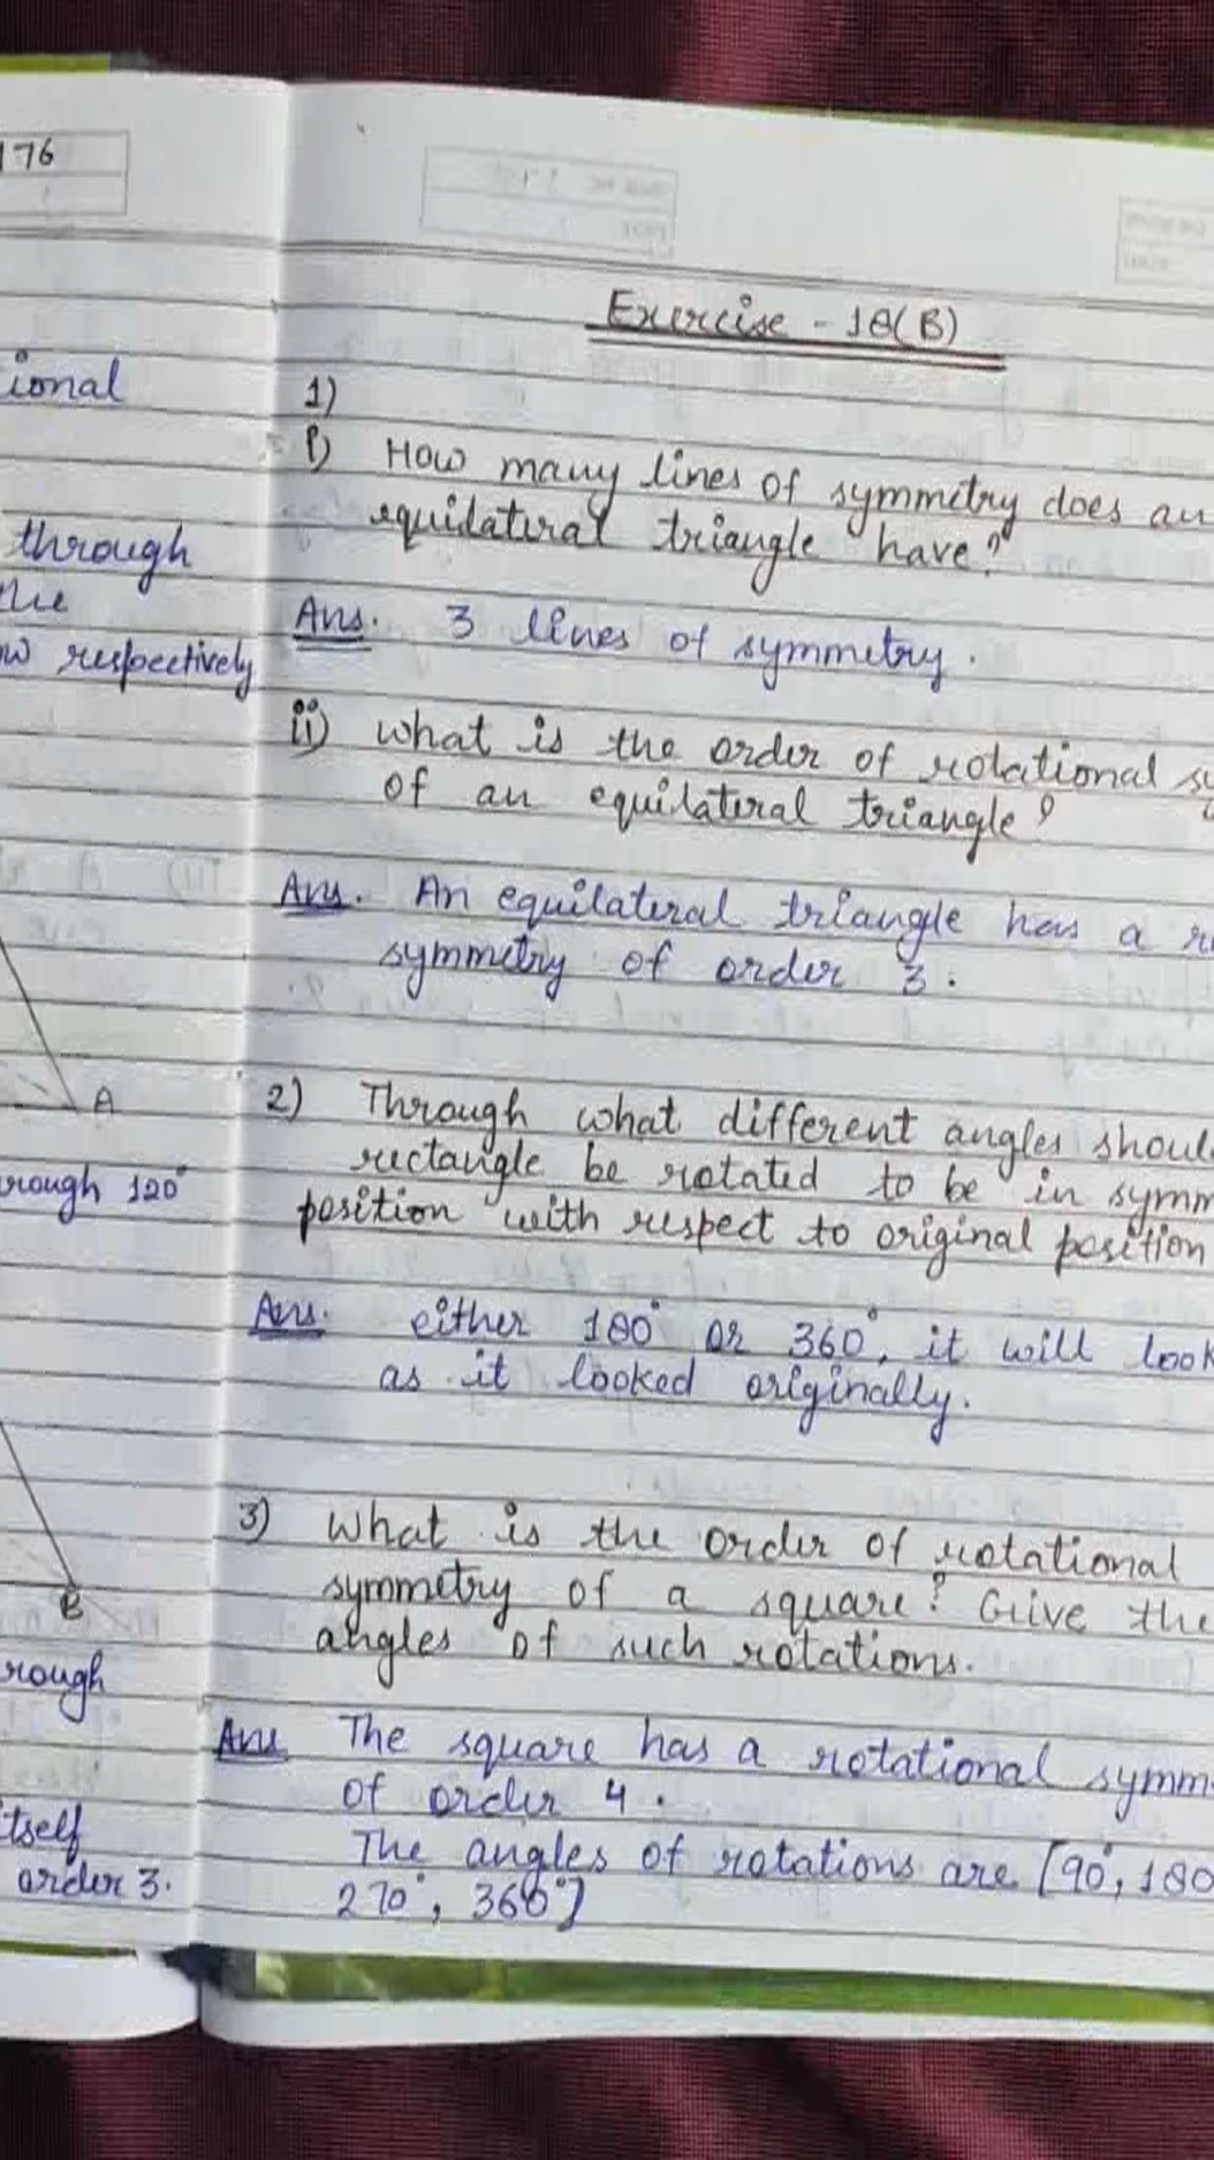 176
ional
through
the
w respectively
A
rough 120°
B
rough
tself
order 3.
Exercise - 18(B)
1)
i) How many lines of symmetry does an
equilateral triangle have?
Ans. 3 lines of symmetry.
ii) what is the order of rotational sy
of an equilateral triangle?
Ans. An equilateral triangle has a r
symmetry of order 3.
2) Through what different angles shoul
rectangle be rotated to be in symm
position with respect to original position
Ans. either 180° or 360°, it will look
as it looked originally.
3) What is the order of rotational
symmetry of a square? Give the
angles of such rotations.
Ans The square has a rotational symm
of order 4.
The angles of rotations are [90°, 180
270°, 360°]